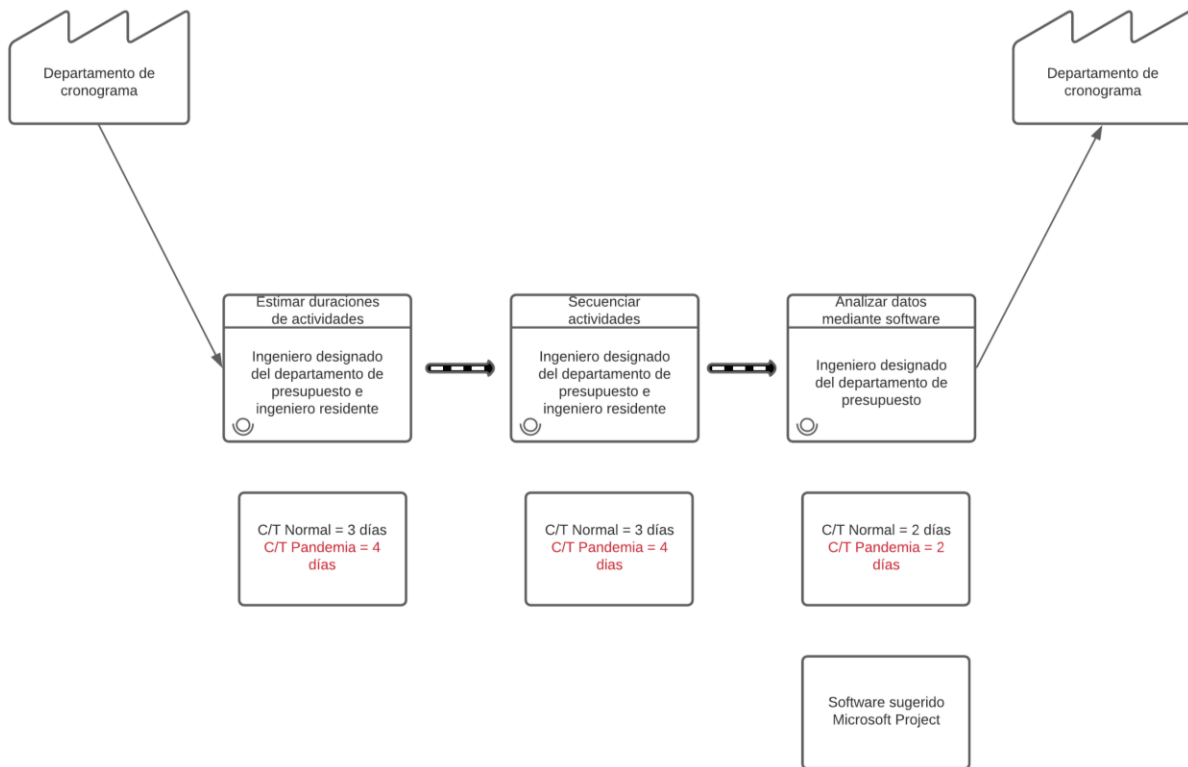 Departamento de
cronograma
Departamento de
cronograma
Estimar duraciones
de actividades
Ingeniero designado
del departamento de
presupuesto e
ingeniero residente
Secuenciar
actividades
Ingeniero designado
del departamento de
presupuesto e
ingeniero residente
Analizar datos
mediante software
Ingeniero designado
del departamento de
presupuesto
C/T Normal = 3 días
C/T Pandemia = 4
días
C/T Normal = 3 días
C/T Pandemia = 4
dias
C/T Normal = 2 días
C/T Pandemia = 2
días
Software sugerido
Microsoft Project